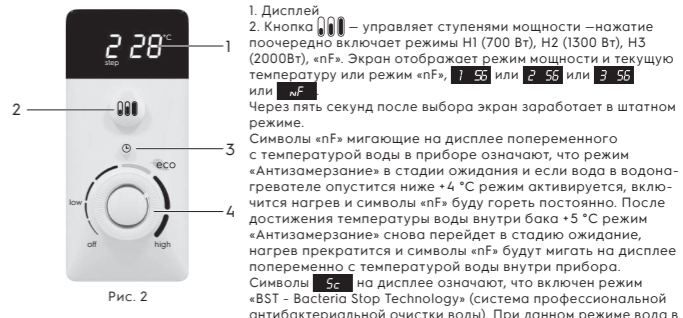 2 28 °C
step
1
2
3
eco
low
4
off
high
Рис. 2
1. Дисплей
2. Кнопка – управляет ступенями мощности –нажатие
поочередно включает режимы Н1 (700 Вт), Н2 (1300 Вт), Н3
(2000Вт), «nF». Экран отображает режим мощности и текущую
температуру или режим «nF», 1 56 или 2 56 или 3 56
или nF.
Через пять секунд после выбора экран заработает в штатном
режиме.
Символы «nF» мигающие на дисплее попеременного
с температурой воды в приборе означают, что режим
«Антизамерзание» в стадии ожидания и если вода в водона-
гревателе опустится ниже +4 °С режим активируется, вклю-
чится нагрев и символы «nF» буду гореть постоянно. После
достижения температуры воды внутри бака +5 °С режим
«Антизамерзание» снова перейдет в стадию ожидания,
нагрев прекратится и символы «nF» будут мигать на дисплее
попеременно с температурой воды внутри прибора.
Символы Sc на дисплее означают, что включен режим
«BST - Bacteria Stop Technology» (система профессиональной
антибактериальной очистки воды). При данном режиме вода в